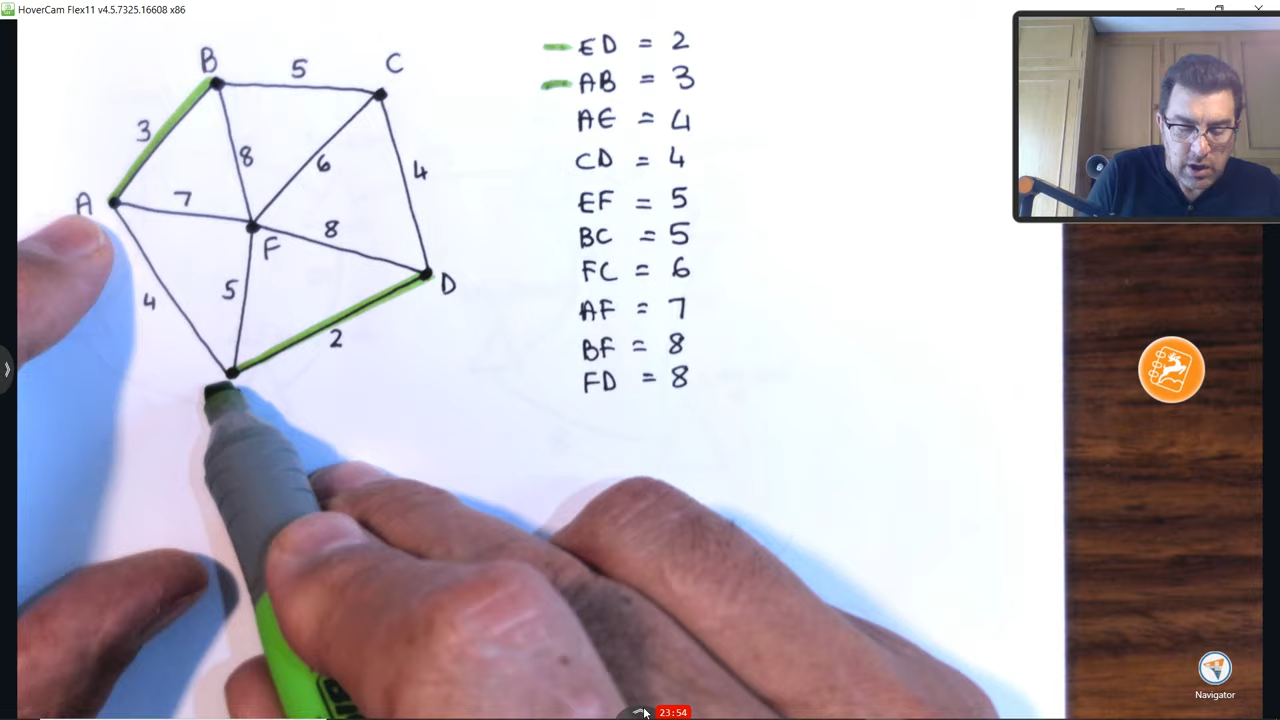 HoverCam Flex11 v4.5.7325.16608 x86
B
5
C
3
8
6
4
A
7
F
8
D
4
5
2
ED = 2
AB = 3
AE = 4
CD = 4
EF = 5
BC = 5
FC = 6
AF = 7
BF = 8
FD = 8
Navigator
23:54